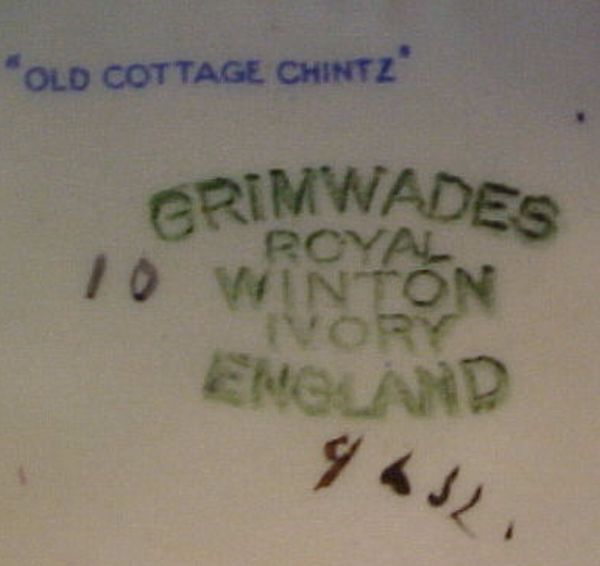 "OLD COTTAGE CHINTZ"
GRIMWADES
ROYAL
10
WINTON
IVORY
ENGLAND